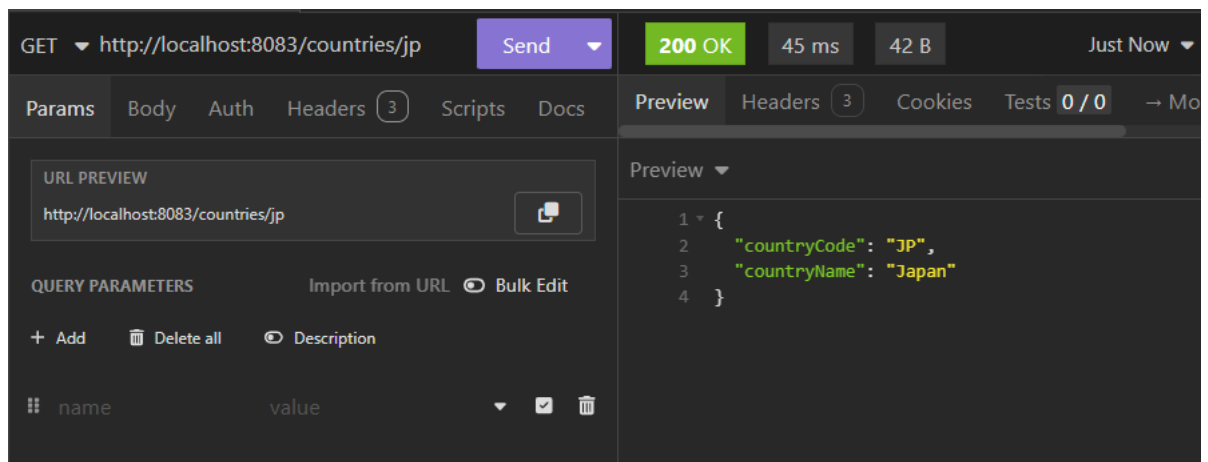 GET http://localhost:8083/countries/jp Send
Params Body Auth Headers 3 Scripts Docs
URL PREVIEW
http://localhost:8083/countries/jp
QUERY PARAMETERS Import from URL Bulk Edit
+ Add Delete all Description
name value
200 OK 45 ms 42 B Just Now
Preview Headers 3 Cookies Tests 0 / 0 → Mo
Preview
1 {
2 "countryCode": "JP",
3 "countryName": "Japan"
4 }